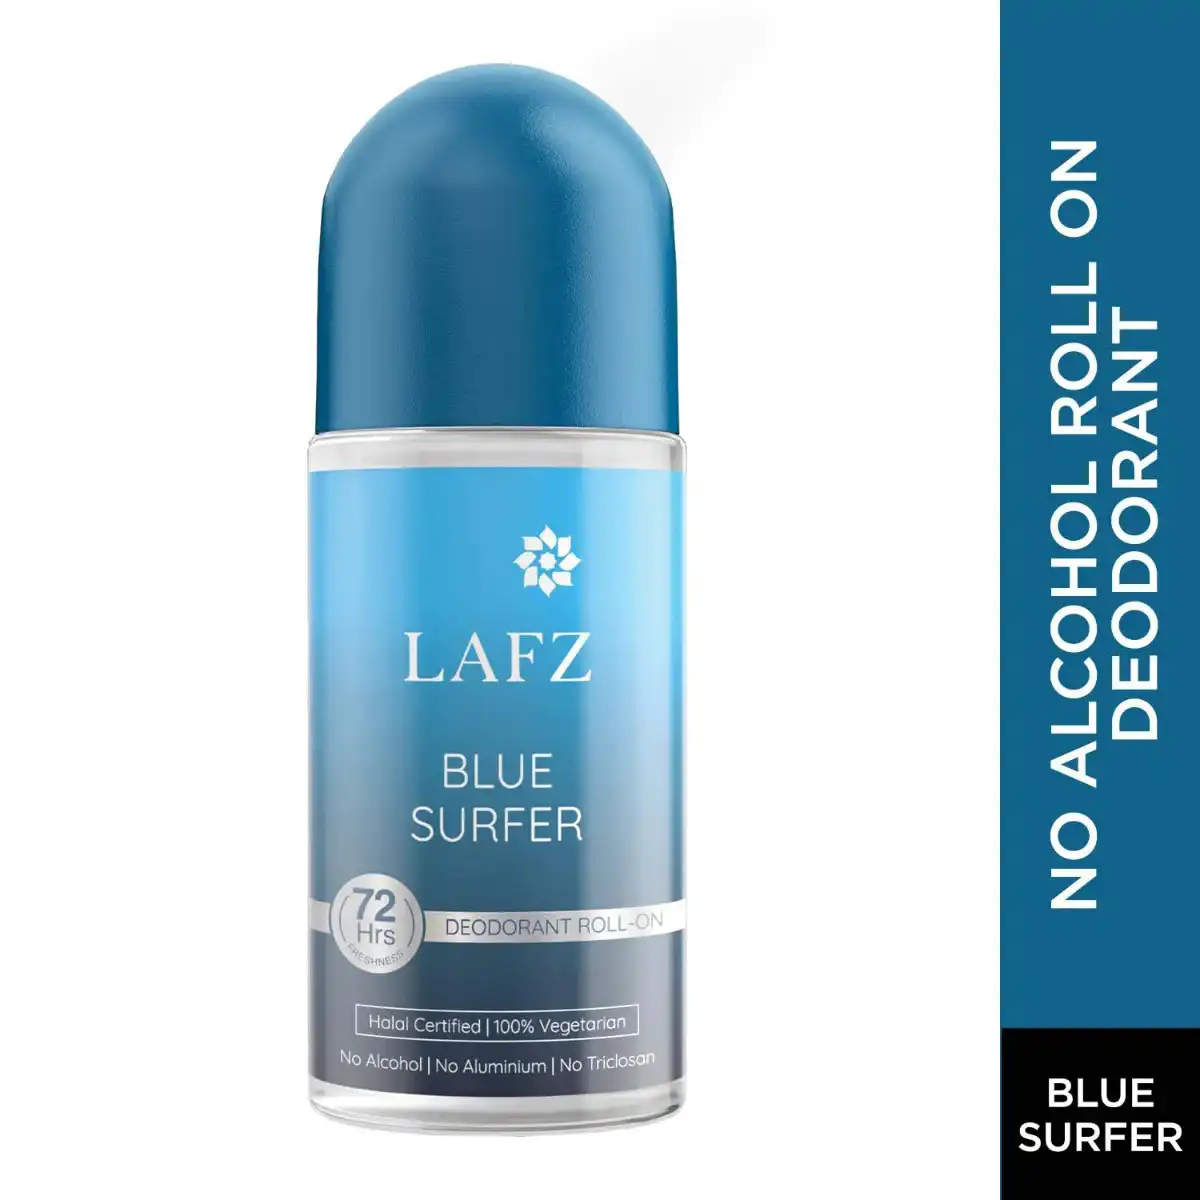 LAFZ
BLUE
SURFER
72
Hrs
FRESHNESS
DEODORANT ROLL-ON
Halal Certified | 100% Vegetarian
No Alcohol | No Aluminium | No Triclosan
NO ALCOHOL ROLL ON
DEODORANT
BLUE
SURFER